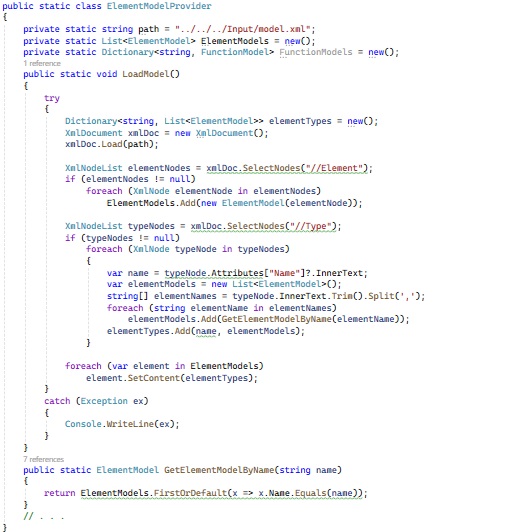 public static class ElementModelProvider
{
    private static string path = "../../../Input/model.xml";
    private static List<ElementModel> ElementModels = new();
    private static Dictionary<string, FunctionModel> FunctionModels = new();
    1 reference
    public static void LoadModel()
    {
        try
        {
            Dictionary<string, List<ElementModel>> elementTypes = new();
            XmlDocument xmlDoc = new XmlDocument();
            xmlDoc.Load(path);

            XmlNodeList elementNodes = xmlDoc.SelectNodes("//Element");
            if (elementNodes != null)
                foreach (XmlNode elementNode in elementNodes)
                    ElementModels.Add(new ElementModel(elementNode));

            XmlNodeList typeNodes = xmlDoc.SelectNodes("//Type");
            if (typeNodes != null)
                foreach (XmlNode typeNode in typeNodes)
                {
                    var name = typeNode.Attributes["Name"]?.InnerText;
                    var elementModels = new List<ElementModel>();
                    string[] elementNames = typeNode.InnerText.Trim().Split(',');
                    foreach (string elementName in elementNames)
                        elementModels.Add(GetElementModelByName(elementName));
                    elementTypes.Add(name, elementModels);
                }

            foreach (var element in ElementModels)
                element.SetContent(elementTypes);
        }
        catch (Exception ex)
        {
            Console.WriteLine(ex);
        }
    }
    7 references
    public static ElementModel GetElementModelByName(string name)
    {
        return ElementModels.FirstOrDefault(x => x.Name.Equals(name));
    }
    // . . .
}